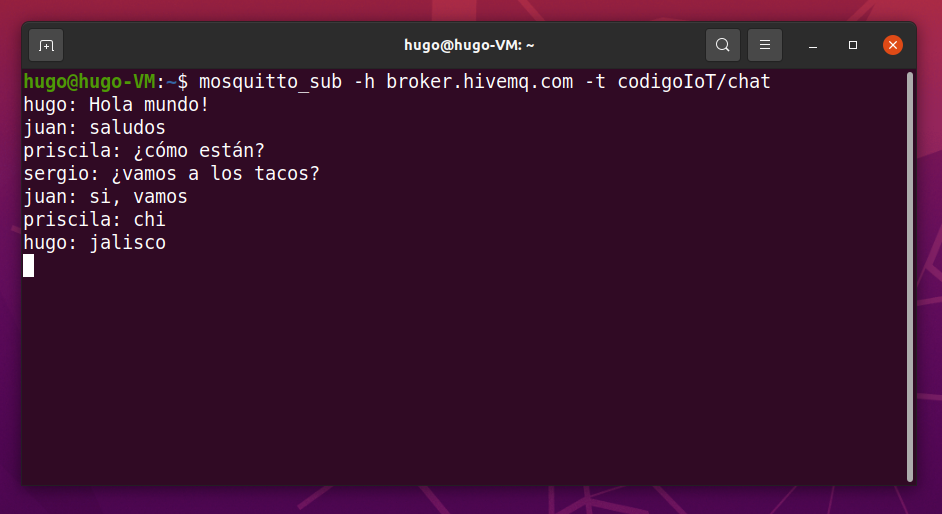 hugo@hugo-VM: ~
hugo@hugo-VM:~$ mosquitto_sub -h broker.hivemq.com -t codigoIoT/chat
hugo: Hola mundo!
juan: saludos
priscila: ¿cómo están?
sergio: ¿vamos a los tacos?
juan: si, vamos
priscila: chi
hugo: jalisco